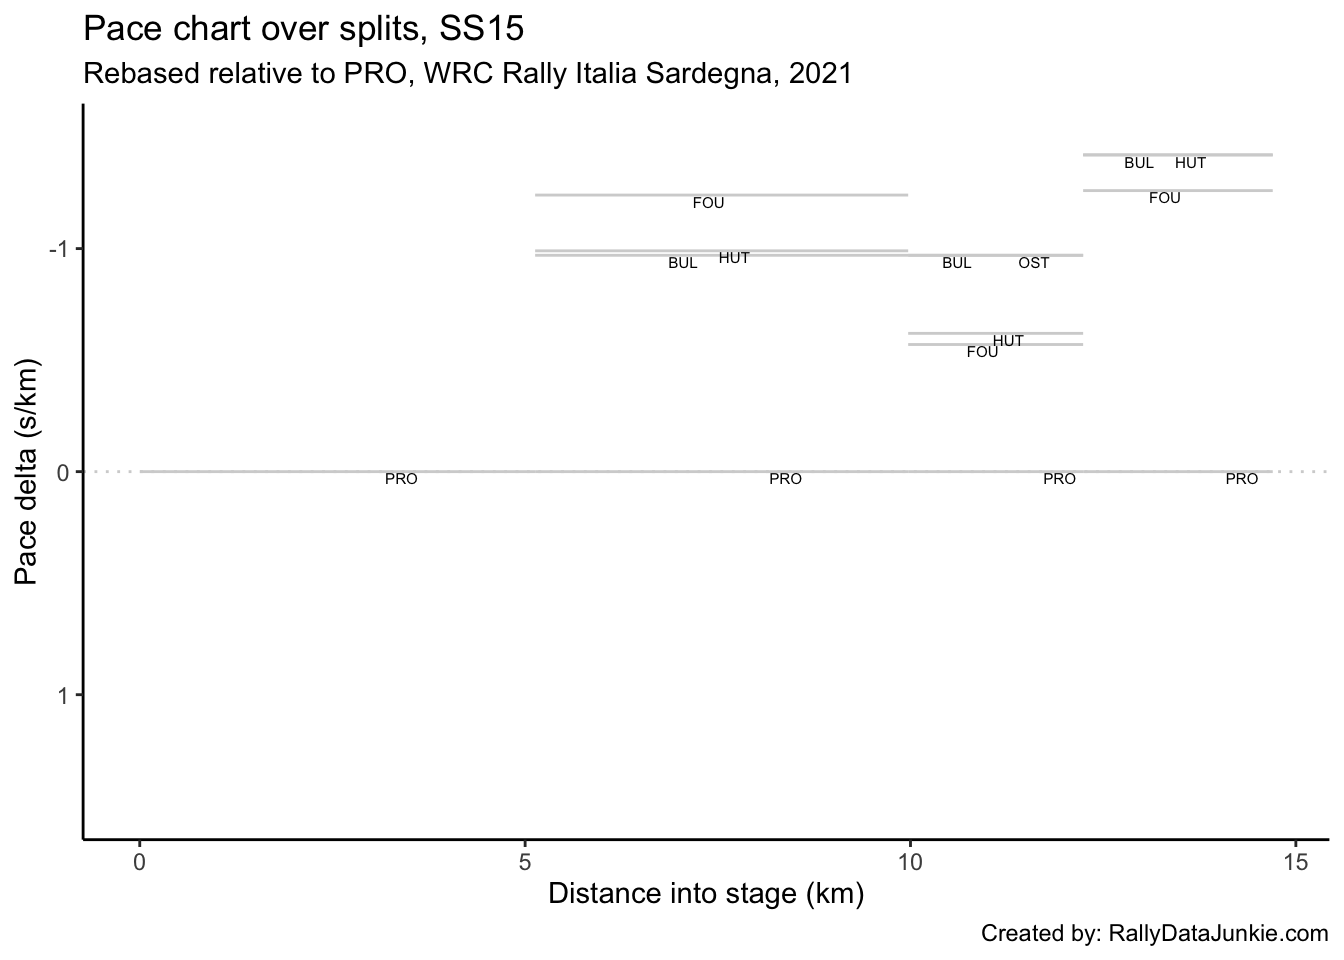 Pace chart over splits, SS15
Rebased relative to PRO, WRC Rally Italia Sardegna, 2021
BUL HUT
FOU
FOU
-1
HUT
BUL
BUL OST
HUT
FOU
Pace delta (s/km)
0
PRO PRO PRO PRO
1
0 5 10 15
Distance into stage (km)
Created by: RallyDataJunkie.com